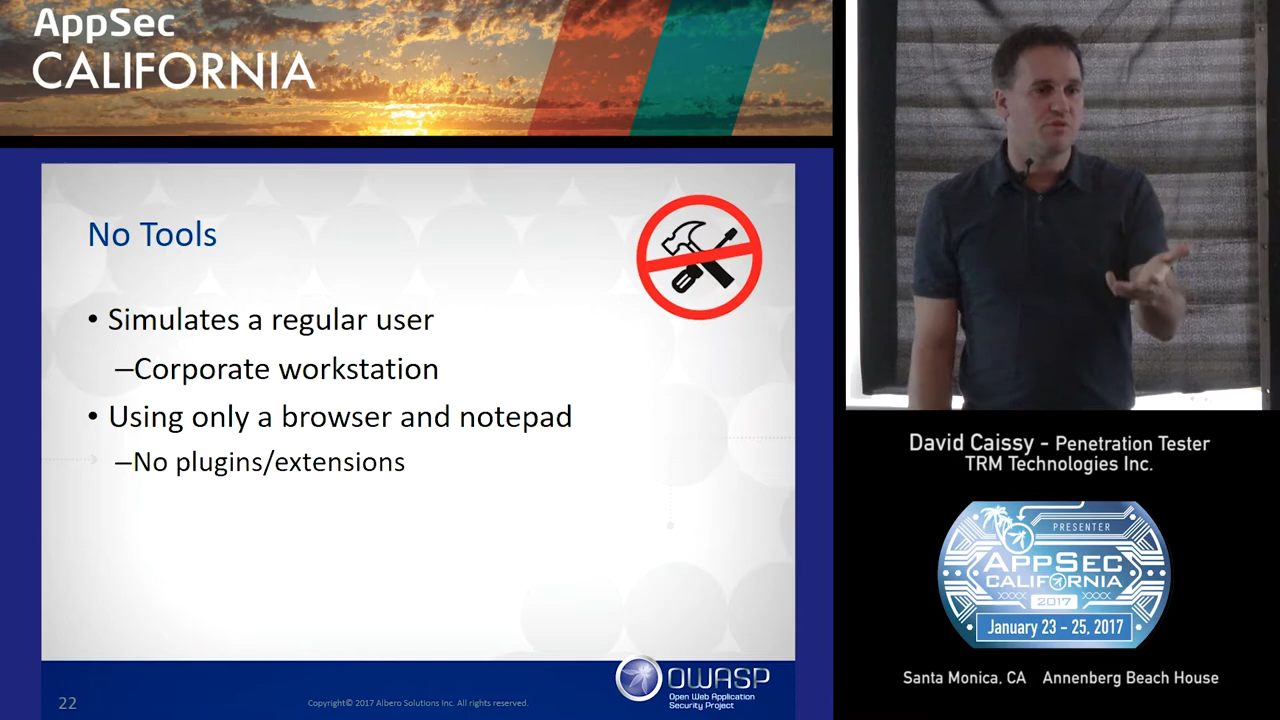 AppSec
CALIFORNIA
No Tools
• Simulates a regular user
–Corporate workstation
• Using only a browser and notepad
–No plugins/extensions
22
Copyright© 2017 Albero Solutions Inc. All rights reserved.
OWASP
Open Web Application
Security Project
David Caissy - Penetration Tester
TRM Technologies Inc.
PRESENTER
APPSEC
CALIFORNIA
2017
January 23 - 25, 2017
Santa Monica, CA Annenberg Beach House